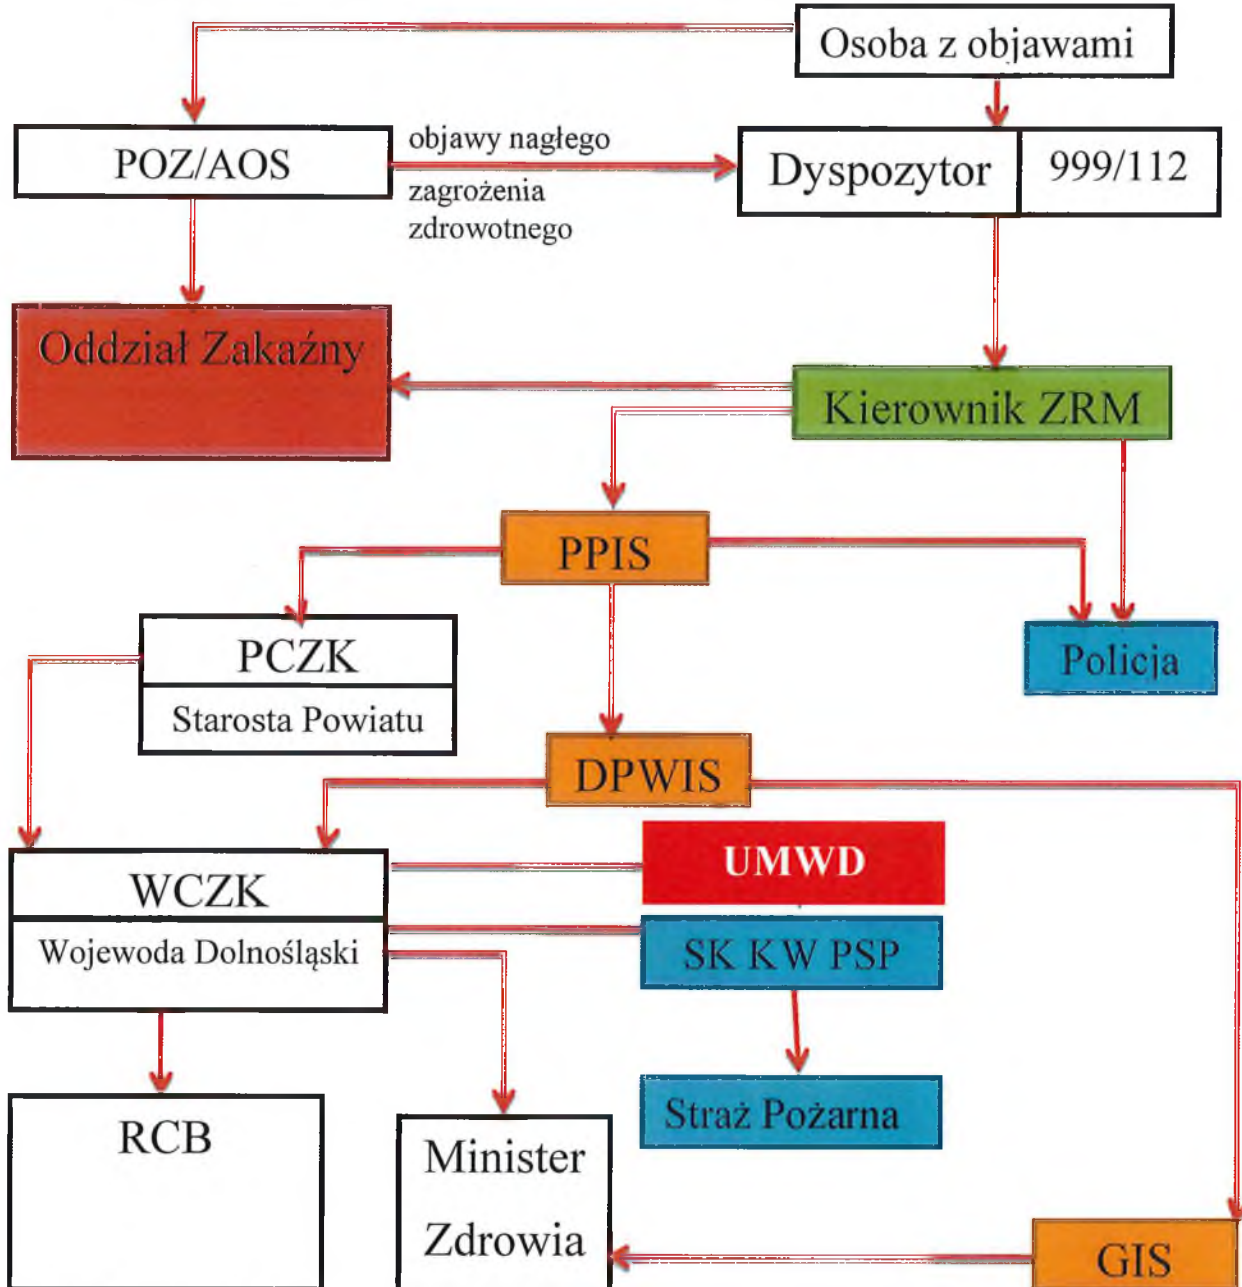 Osoba z objawami
POZ/AOS
objawy nagłego
zagrożenia
zdrowotnego
Dyspozytor
999/112
Oddział Zakaźny
Kierownik ZRM
PPIS
PCZK
Starosta Powiatu
Policja
DPWIS
WCZK
Wojewoda Dolnośląski
UMWD
SK KW PSP
RCB
Minister
Zdrowia
Straż Pożarna
GIS